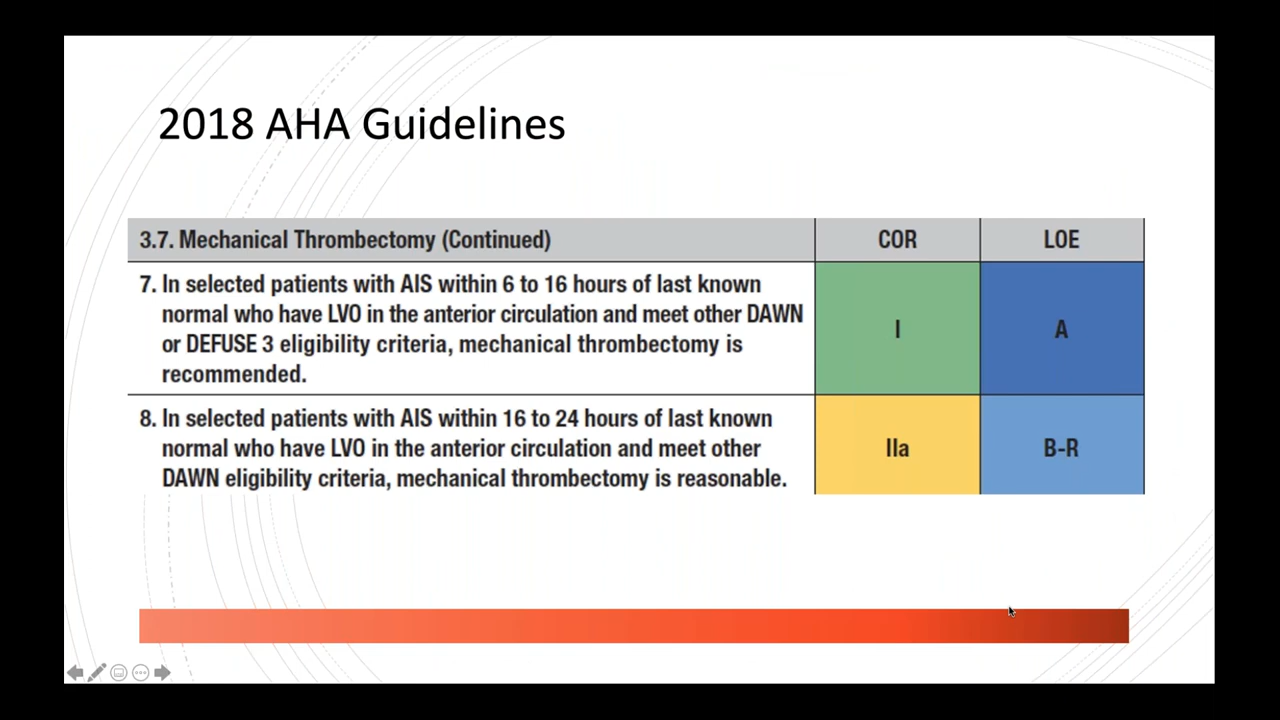 2018 AHA Guidelines
3.7. Mechanical Thrombectomy (Continued) COR LOE
7. In selected patients with AIS within 6 to 16 hours of last known
normal who have LVO in the anterior circulation and meet other DAWN
or DEFUSE 3 eligibility criteria, mechanical thrombectomy is
recommended.
I A
8. In selected patients with AIS within 16 to 24 hours of last known
normal who have LVO in the anterior circulation and meet other
DAWN eligibility criteria, mechanical thrombectomy is reasonable.
IIa B-R